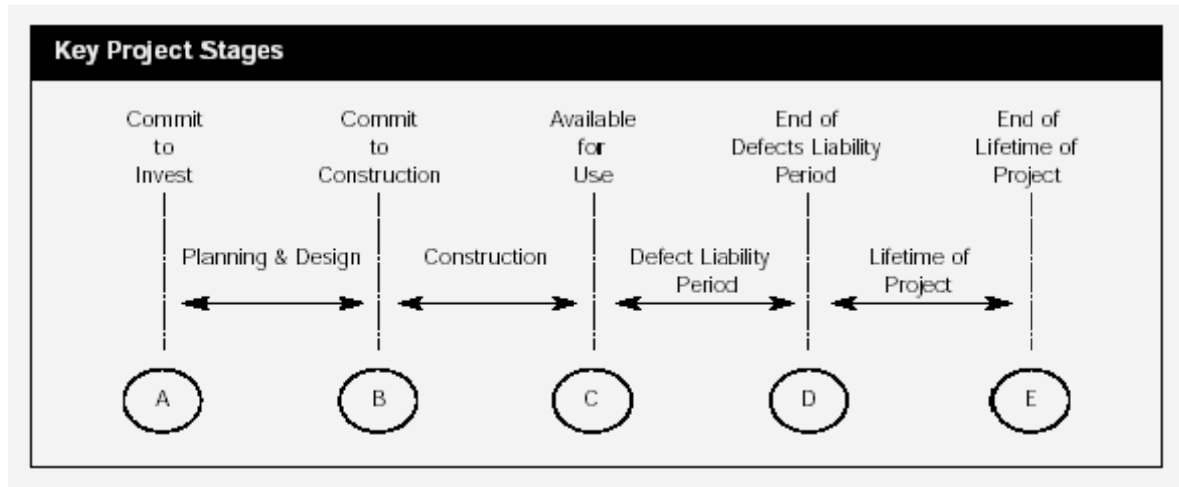 Key Project Stages
Commit
to
Invest
Commit
to
Construction
Available
for
Use
End of
Defects Liability
Period
End of
Lifetime of
Project
Planning & Design
Construction
Defect Liability
Period
Lifetime of
Project
A
B
C
D
E